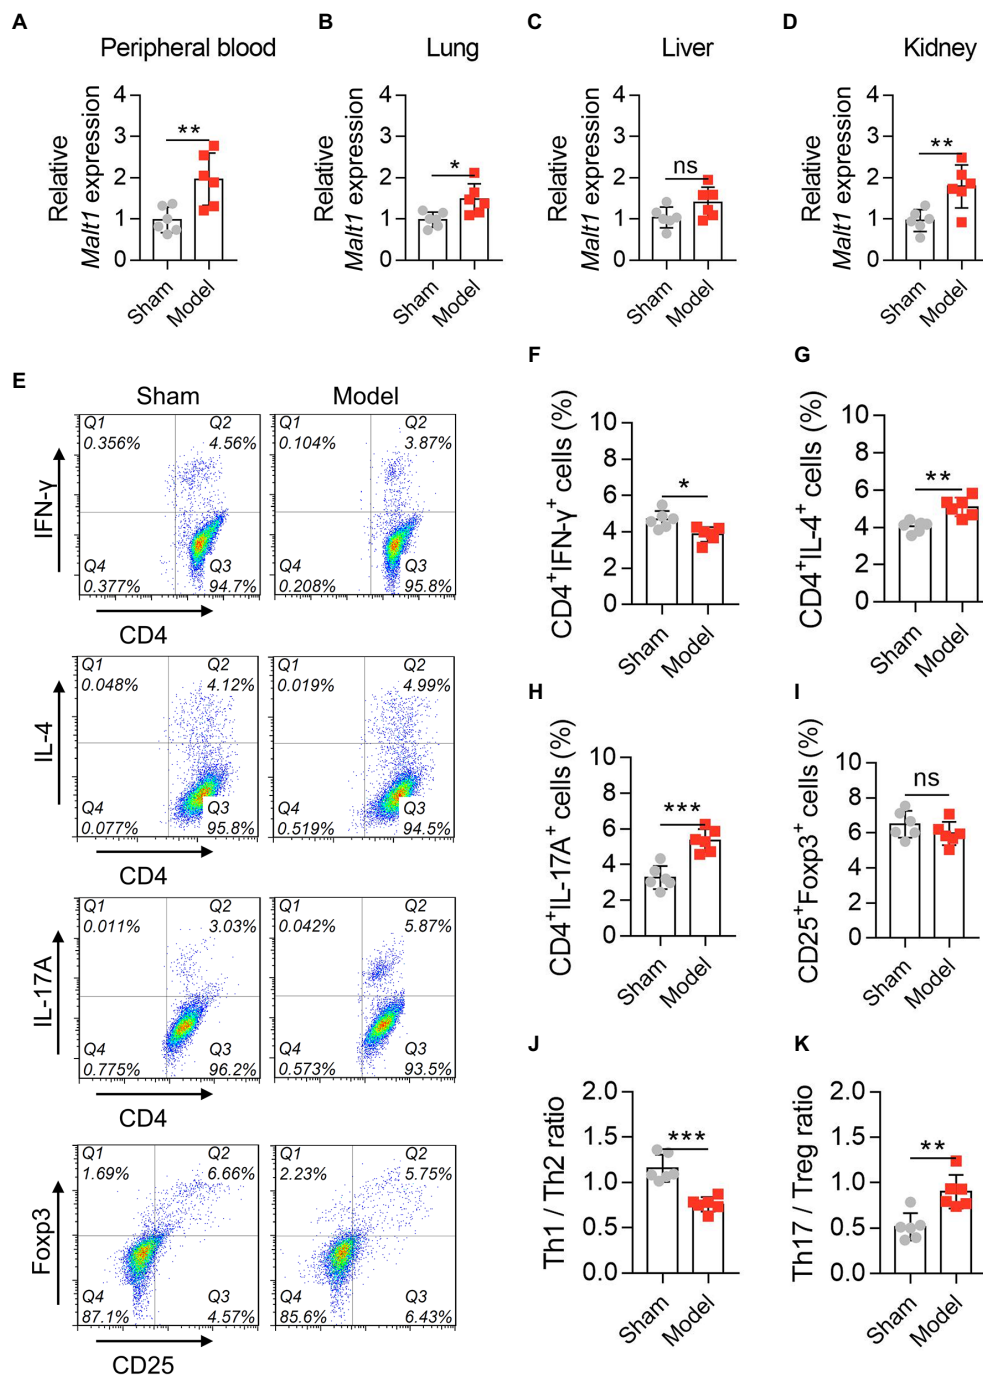 A
Peripheral blood
Relative
Malt1 expression
4
3
2
1
0
**
Sham
Model
B
Lung
Relative
Malt1 expression
4
3
2
1
0
*
Sham
Model
C
Liver
Relative
Malt1 expression
4
3
2
1
0
ns
Sham
Model
D
Kidney
Relative
Malt1 expression
4
3
2
1
0
**
Sham
Model
E
Sham
Model
IFN-γ
Q1
0.356%
Q2
4.56%
Q4
0.377%
Q3
94.7%
Q1
0.104%
Q2
3.87%
Q4
0.208%
Q3
95.8%
CD4
IL-4
Q1
0.048%
Q2
4.12%
Q4
0.077%
Q3
95.8%
Q1
0.019%
Q2
4.99%
Q4
0.519%
Q3
94.5%
CD4
IL-17A
Q1
0.011%
Q2
3.03%
Q4
0.775%
Q3
96.2%
Q1
0.042%
Q2
5.87%
Q4
0.573%
Q3
93.5%
CD4
Foxp3
Q1
1.69%
Q2
6.66%
Q4
87.1%
Q3
4.57%
Q1
2.23%
Q2
5.75%
Q4
85.6%
Q3
6.43%
CD25
F
CD4⁺IFN-γ⁺ cells (%)
10
8
6
4
2
0
*
Sham
Model
G
CD4⁺IL-4⁺ cells (%)
10
8
6
4
2
0
**
Sham
Model
H
CD4⁺IL-17A⁺ cells (%)
10
8
6
4
2
0
***
Sham
Model
I
CD25⁺Foxp3⁺ cells (%)
10
8
6
4
2
0
ns
Sham
Model
J
Th1 / Th2 ratio
2.0
1.5
1.0
0.5
0.0
***
Sham
Model
K
Th17 / Treg ratio
2.0
1.5
1.0
0.5
0.0
**
Sham
Model